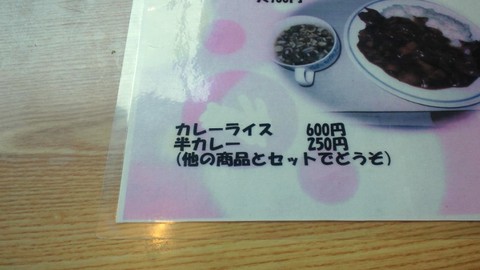 カレーライス 600円
半カレー 250円
(他の商品とセットでどうぞ)